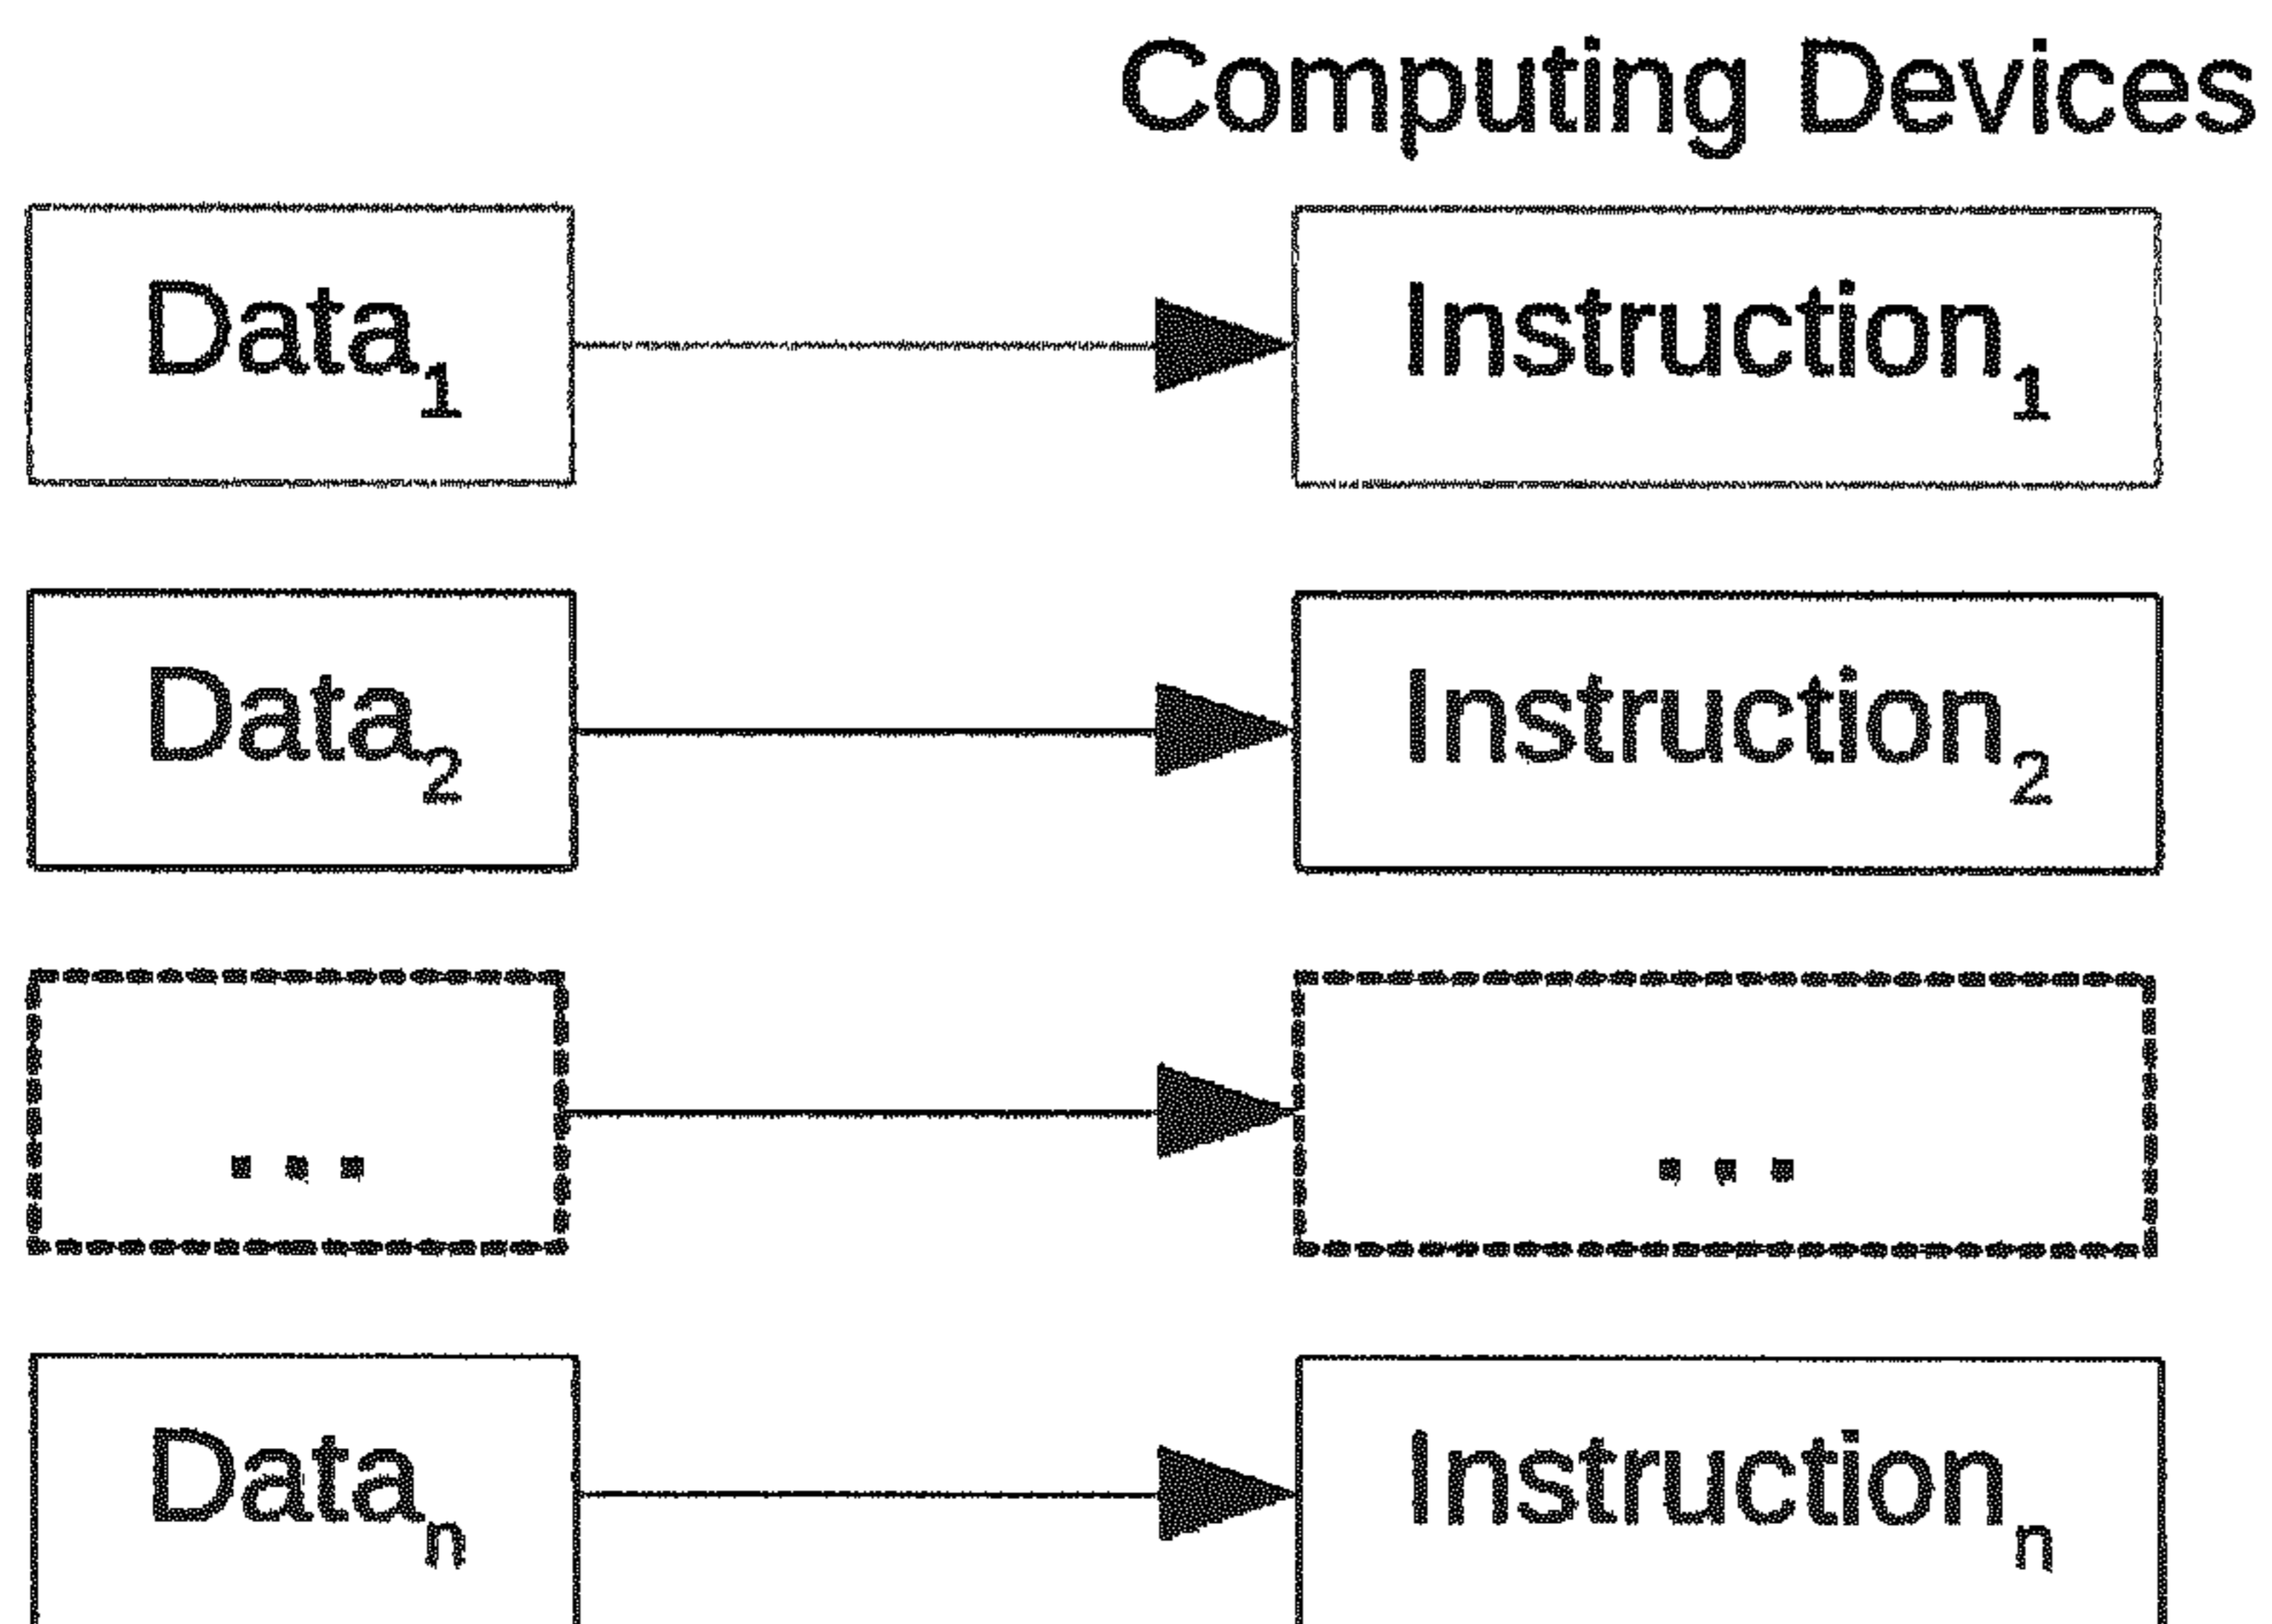 Computing Devices
Data1 Instruction1
Data2 Instruction2
... ...
Datan Instructionn